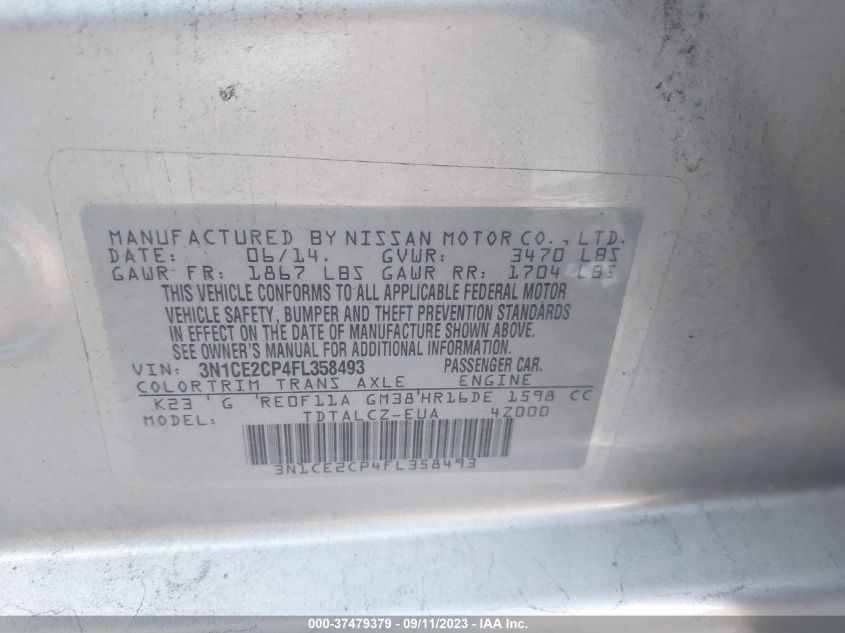 MANUFACTURED BY NISSAN MOTOR CO., LTD.
DATE: 06/14. GVWR: 3470 LBS
GAWR FR: 1867 LBS GAWR RR: 1704 LBS
THIS VEHICLE CONFORMS TO ALL APPLICABLE FEDERAL MOTOR
VEHICLE SAFETY, BUMPER AND THEFT PREVENTION STANDARDS
IN EFFECT ON THE DATE OF MANUFACTURE SHOWN ABOVE.
SEE OWNER'S MANUAL FOR ADDITIONAL INFORMATION.
VIN: 3N1CE2CP4FL358493 PASSENGER CAR.
COLOR TRIM TRANS AXLE ENGINE
K23 'G 'RE0F11A GM38'HR16DE 1598 CC
MODEL: TDTALCZ-EUA 4Z000
3N1CE2CP4FL358493
000-37479379 - 09/11/2023 - IAA Inc.